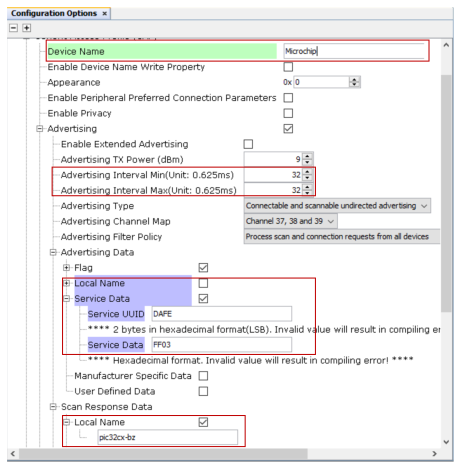 Configuration Options ×
Device Name Microchip
Enable Device Name Write Property
Appearance 0x 0
Enable Peripheral Preferred Connection Parameters
Enable Privacy
Advertising
Enable Extended Advertising
Advertising TX Power (dBm) 9
Advertising Interval Min(Unit: 0.625ms) 32
Advertising Interval Max(Unit: 0.625ms) 32
Advertising Type Connectable and scannable undirected advertising
Advertising Channel Map Channel 37, 38 and 39
Advertising Filter Policy Process scan and connection requests from all devices
Advertising Data
Flag
Local Name
Service Data
Service UUID DAFE
**** 2 bytes in hexadecimal format(LSB). Invalid value will result in compiling er
Service Data FF03
**** Hexadecimal format. Invalid value will result in compiling error! ****
Manufacturer Specific Data
User Defined Data
Scan Response Data
Local Name
pic32cx-bz